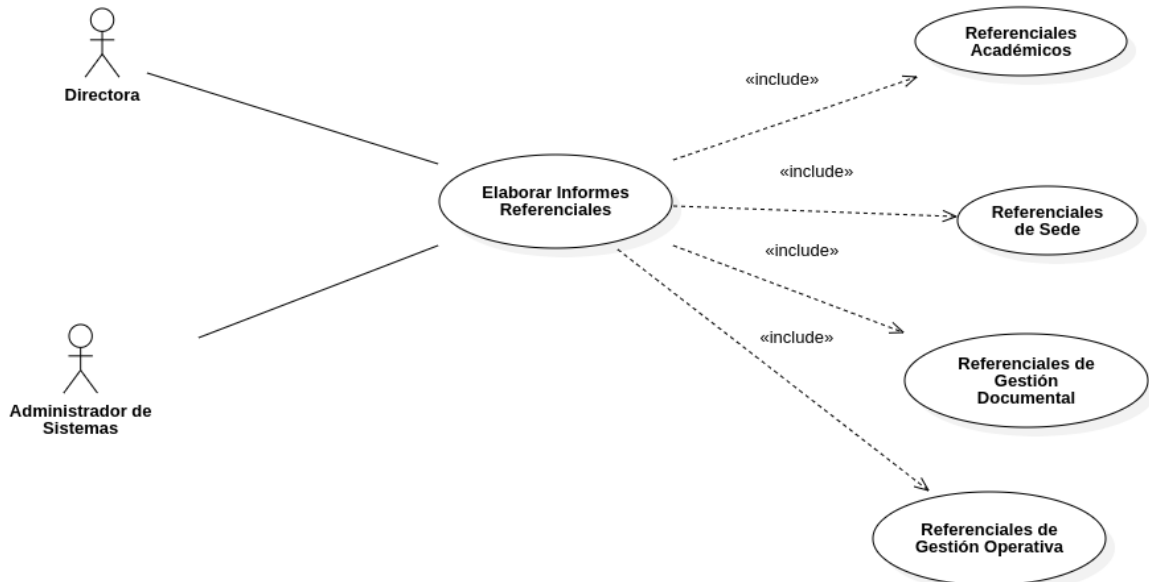 Directora
Administrador de
Sistemas
Elaborar Informes
Referenciales
«include»
«include»
«include»
«include»
Referenciales
Académicos
Referenciales
de Sede
Referenciales de
Gestión
Documental
Referenciales de
Gestión Operativa